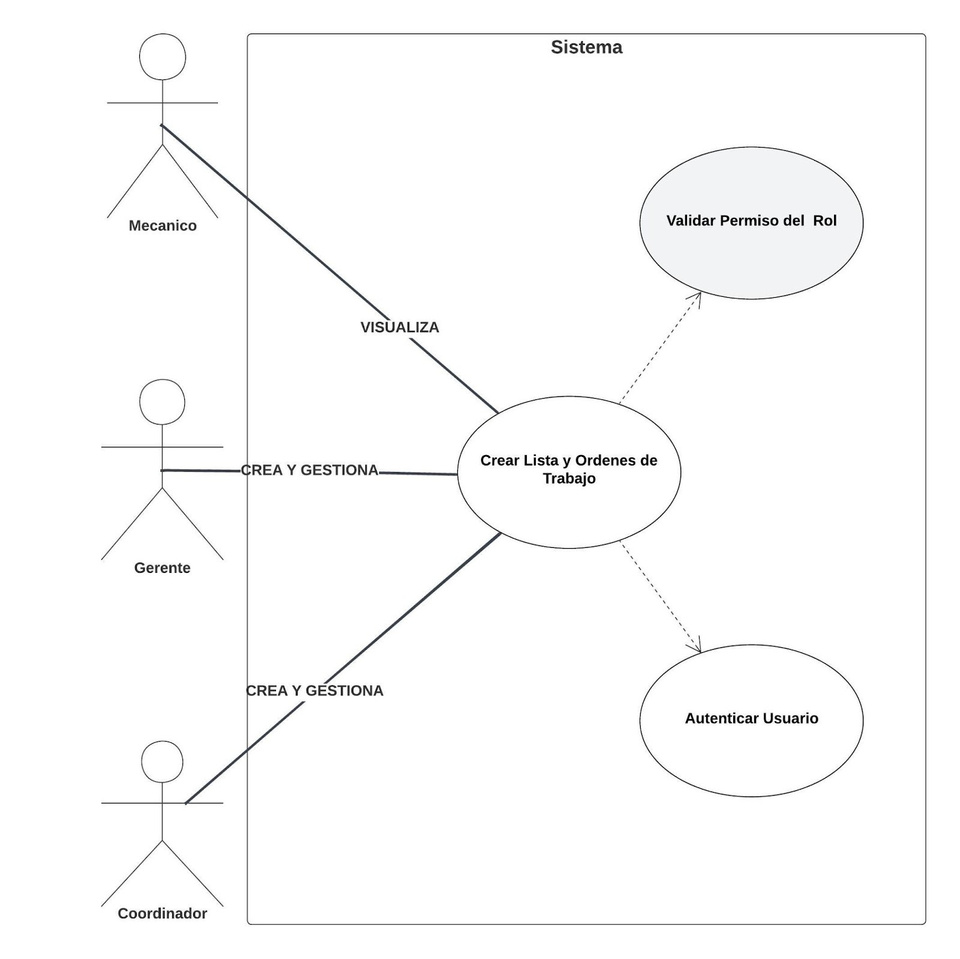 Sistema
Mecanico
Validar Permiso del  Rol
VISUALIZA
Crear Lista y Ordenes de
Trabajo
CREA Y GESTIONA
Gerente
CREA Y GESTIONA
Autenticar Usuario
Coordinador